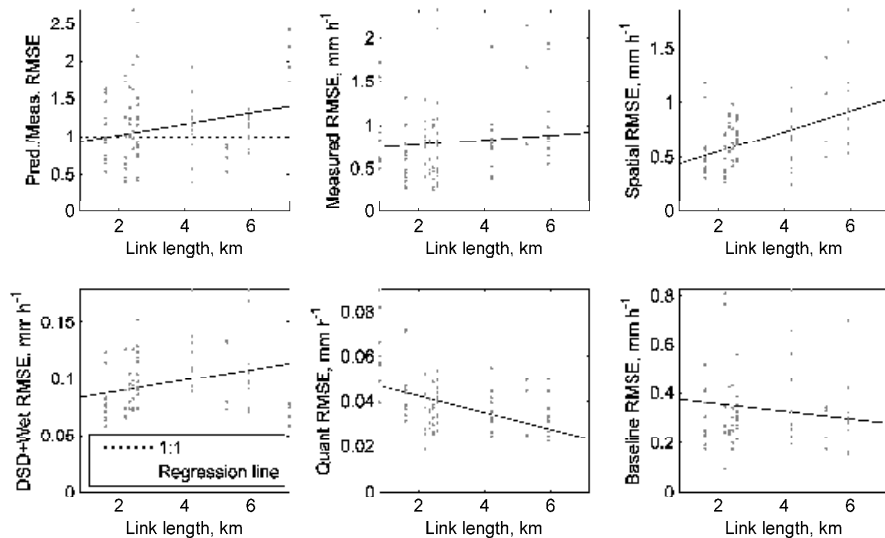 2.5
2
1.5
1
0.5
0
Pred./Meas. RMSE
2 4 6
Link length, km
2
1.5
1
0.5
0
Measured RMSE, mm h-1
2 4 6
Link length, km
1.5
1
0.5
0
Spatial RMSE, mm h-1
2 4 6
Link length, km
0.15
0.1
0.05
0
DSD+Wet RMSE, mm h-1
1:1
Regression line
2 4 6
Link length, km
0.08
0.06
0.04
0.02
0
Quant RMSE, mm h-1
2 4 6
Link length, km
0.8
0.6
0.4
0.2
0
Baseline RMSE, mm h-1
2 4 6
Link length, km